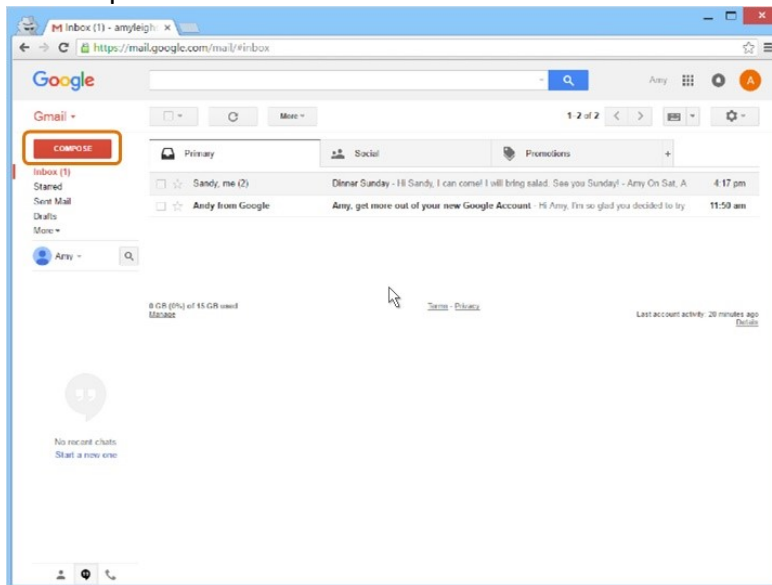 M Inbox (1) - amyleigh
https://mail.google.com/mail/#inbox
Google
Amy
A
Gmail
More
1-2 of 2
COMPOSE
Primary
Social
Promotions
+
Inbox (1)
Starred
Sent Mail
Drafts
More
Sandy, me (2) Dinner Sunday - Hi Sandy, I can come! I will bring salad. See you Sunday! - Amy On Sat, A 4:17 pm
Andy from Google Amy, get more out of your new Google Account - Hi Amy, I'm so glad you decided to try 11:50 am
Amy
0 GB (0%) of 15 GB used
Manage
Terms - Privacy
Last account activity: 20 minutes ago
Details
No recent chats
Start a new one